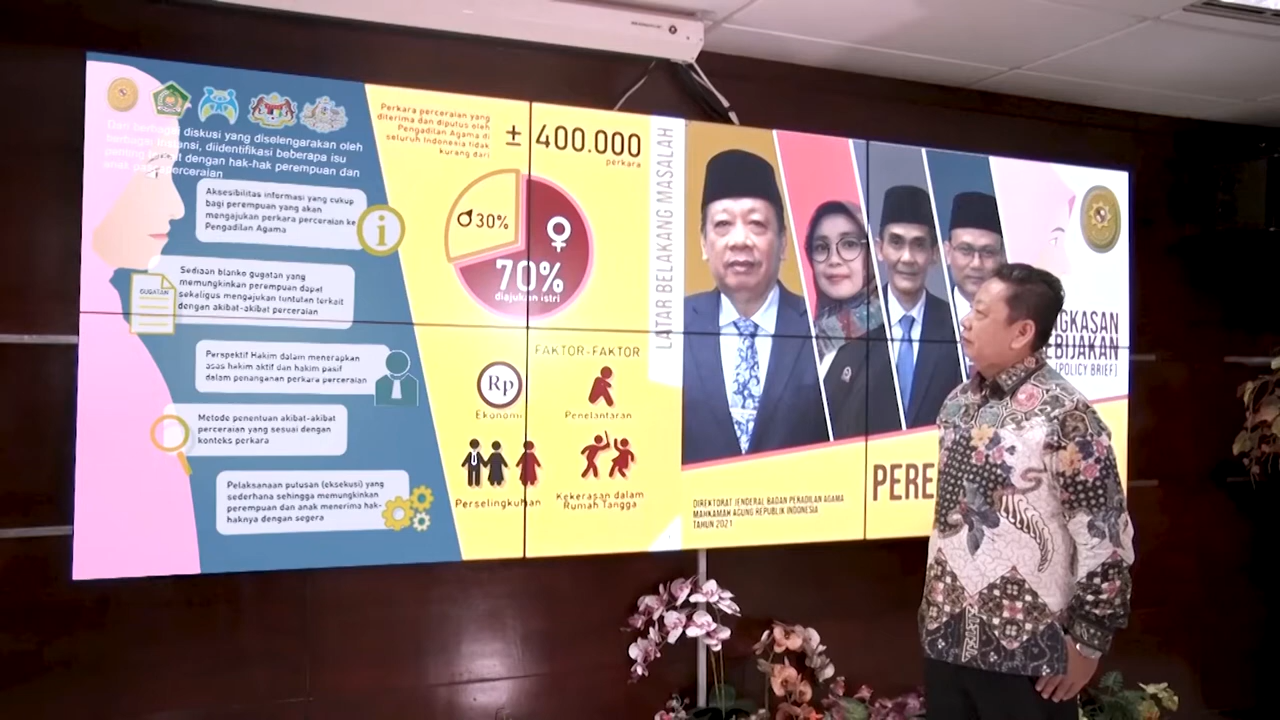 Dari berbagai diskusi yang diselengarakan oleh
berbagai instansi, diidentifikasi beberapa isu
penting terkait dengan hak-hak perempuan dan
anak pasca perceraian
Aksesibilitas informasi yang cukup
bagi perempuan yang akan
mengajukan perkara perceraian ke
Pengadilan Agama
i
GUGATAN
Sediaan blanko gugatan yang
memungkinkan perempuan dapat
sekaligus mengajukan tuntutan terkait
dengan akibat-akibat perceraian
Perspektif Hakim dalam menerapkan
asas hakim aktif dan hakim pasif
dalam penanganan perkara perceraian
Metode penentuan akibat-akibat
perceraian yang sesuai dengan
konteks perkara
Pelaksanaan putusan (eksekusi) yang
sederhana sehingga memungkinkan
perempuan dan anak menerima hak-
haknya dengan segera
Perkara perceraian yang
diterima dan diputus oleh
Pengadilan Agama di
seluruh Indonesia tidak
kurang dari
± 400.000
perkara
30%
70%
diajukan istri
FAKTOR-FAKTOR
Rp
Ekonomi
Penelantaran
Perselingkuhan
Kekerasan dalam
Rumah Tangga
LATAR BELAKANG MASALAH
DIREKTORAT JENDERAL BADAN PERADILAN AGAMA
MAHKAMAH AGUNG REPUBLIK INDONESIA
TAHUN 2021
NGKASAN
EBIJAKAN
(POLICY BRIEF)
PERE